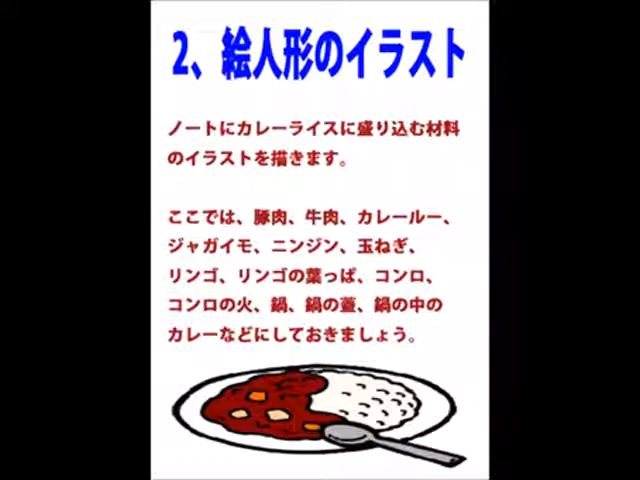 2、絵人形のイラスト
ノートにカレーライスに盛り込む材料
のイラストを描きます。
ここでは、豚肉、牛肉、カレールー、
ジャガイモ、ニンジン、玉ねぎ、
リンゴ、リンゴの葉っぱ、コンロ、
コンロの火、鍋、鍋の蓋、鍋の中の
カレーなどにしておきましょう。